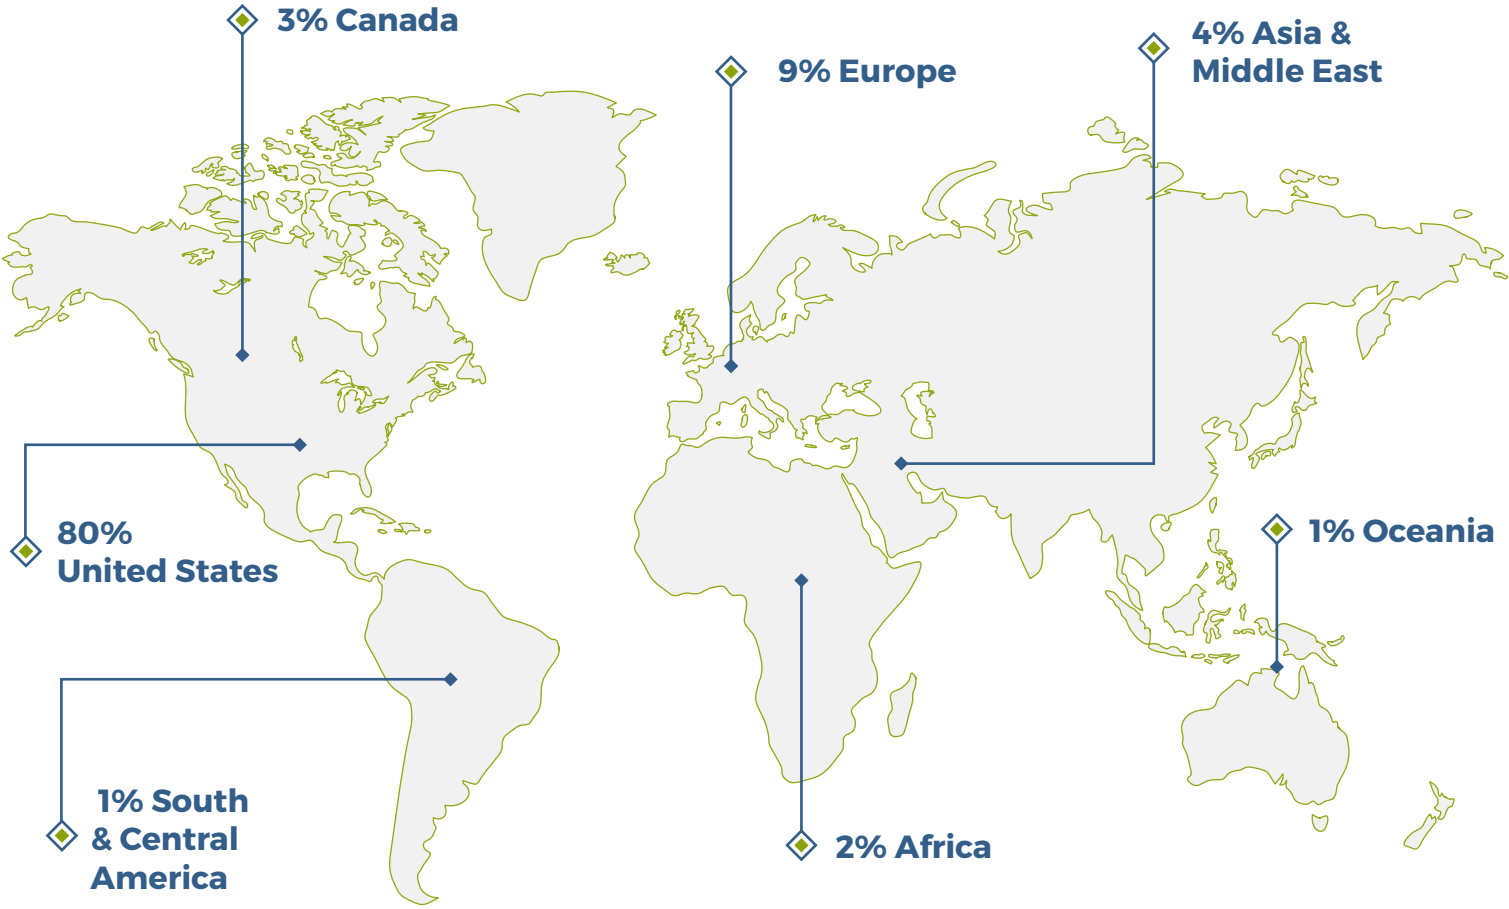 3% Canada
9% Europe
4% Asia &
Middle East
80%
United States
1% Oceania
1% South
& Central
America
2% Africa